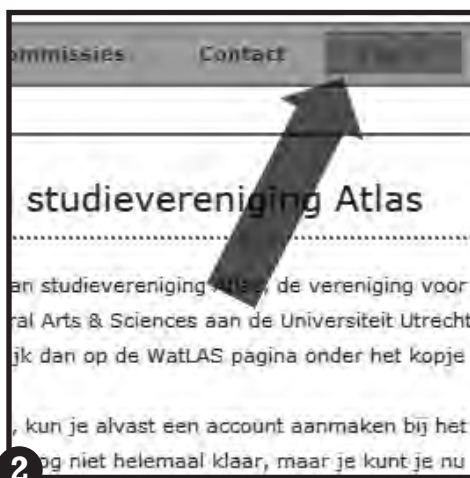 ommissies Contact
studievereniging Atlas
an studievereniging Atlas, de vereniging voor
ral Arts & Sciences aan de Universiteit Utrecht
jk dan op de WatLAS pagina onder het kopje
, kun je alvast een account aanmaken bij het
og niet helemaal klaar, maar je kunt je nu
2